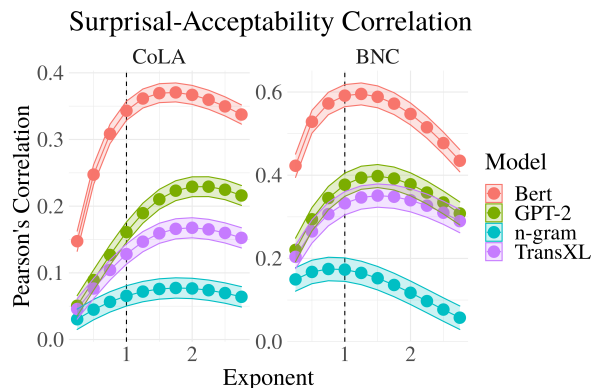 Surprisal-Acceptability Correlation
CoLA
BNC
Pearson's Correlation
0.4
0.3
0.2
0.1
0.0
0.6
0.4
0.2
0.0
1
2
1
2
Exponent
Model
Bert
GPT-2
n-gram
TransXL